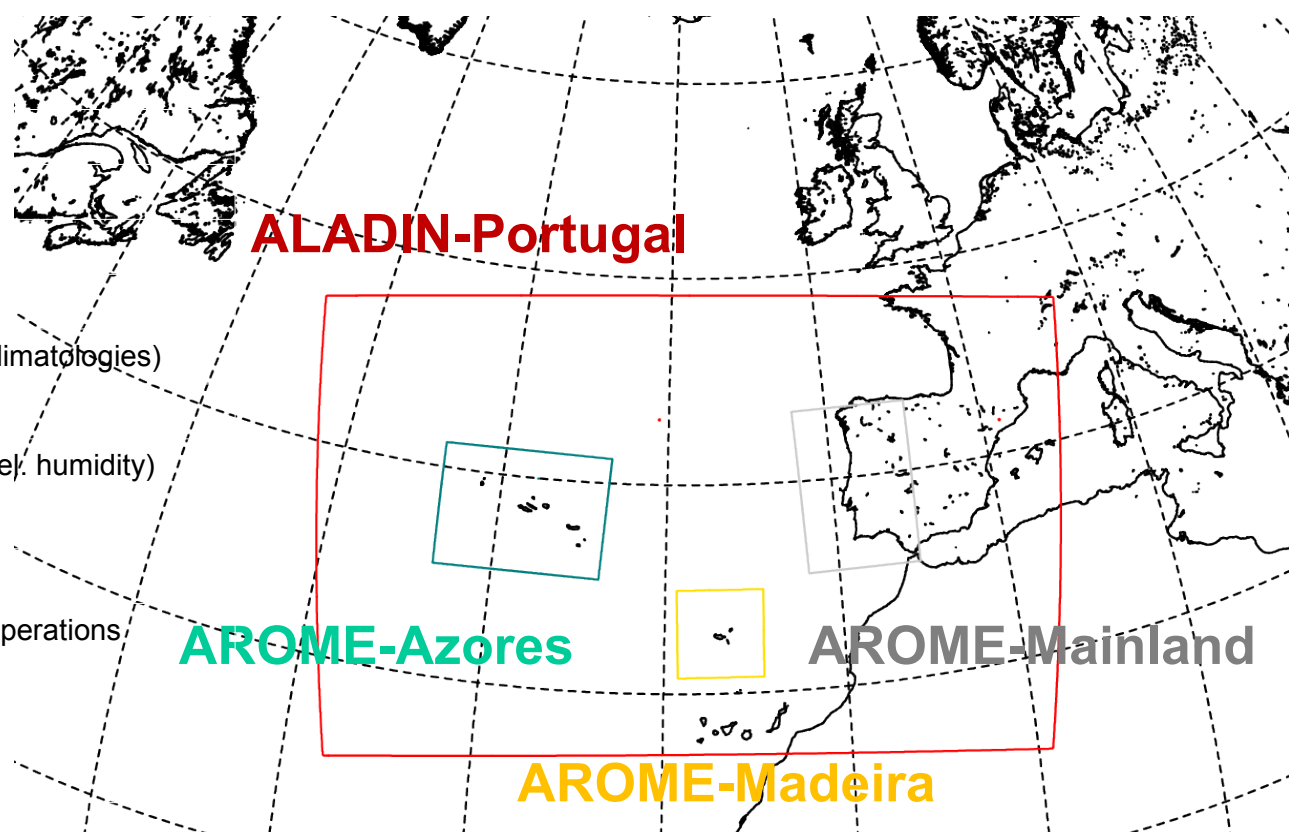 ALADIN-Portugal
limatologies)
el. humidity)
perations
AROME-Azores
AROME-Mainland
AROME-Madeira